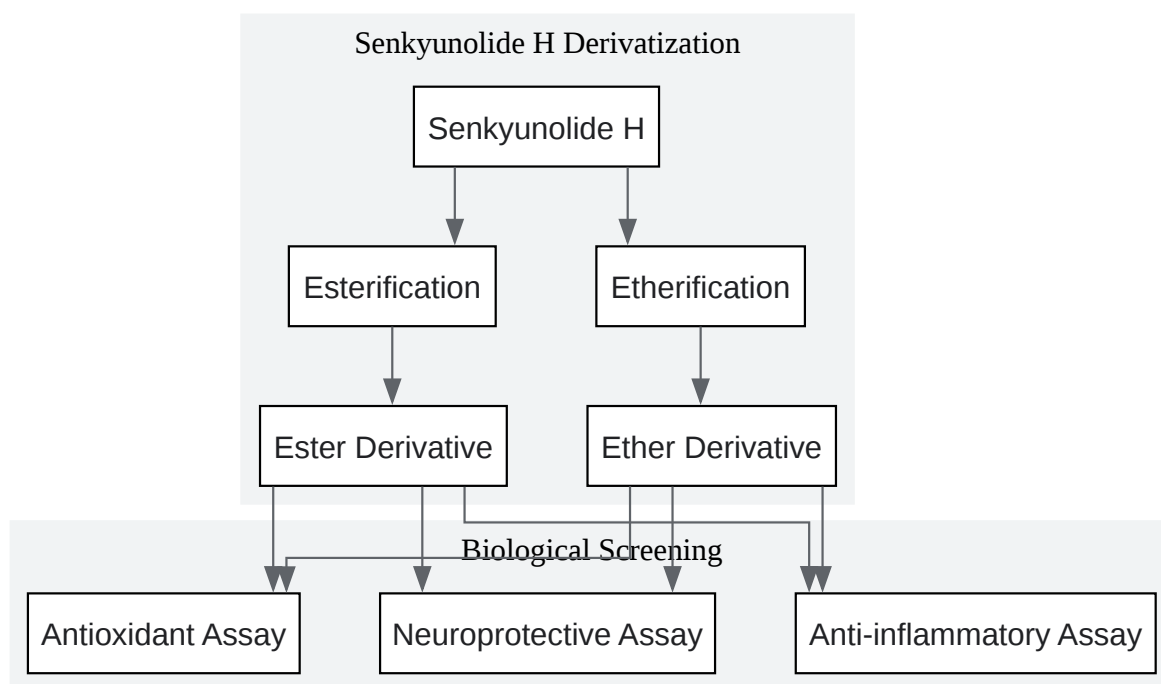 Senkyunolide H Derivatization
Senkyunolide H
Esterification
Etherification
Ester Derivative
Ether Derivative
Biological Screening
Antioxidant Assay
Neuroprotective Assay
Anti-inflammatory Assay